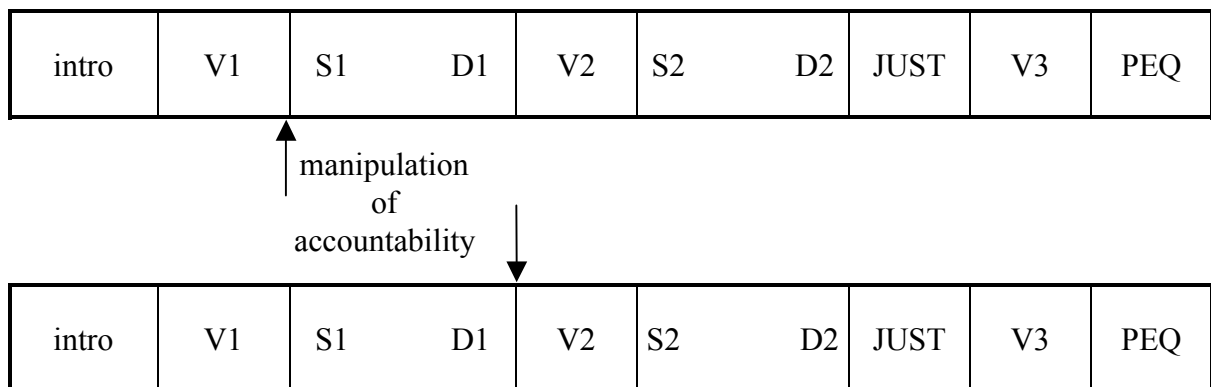 intro V1 S1 D1 V2 S2 D2 JUST V3 PEQ
manipulation
of
accountability
intro V1 S1 D1 V2 S2 D2 JUST V3 PEQ